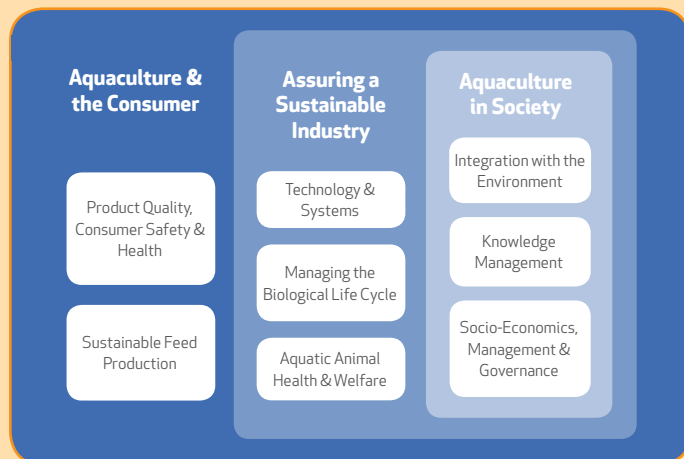 Aquaculture &
the Consumer
Product Quality,
Consumer Safety &
Health
Sustainable Feed
Production
Assuring a
Sustainable
Industry
Technology &
Systems
Managing the
Biological Life Cycle
Aquatic Animal
Health & Welfare
Aquaculture
in Society
Integration with the
Environment
Knowledge
Management
Socio-Economics,
Management &
Governance